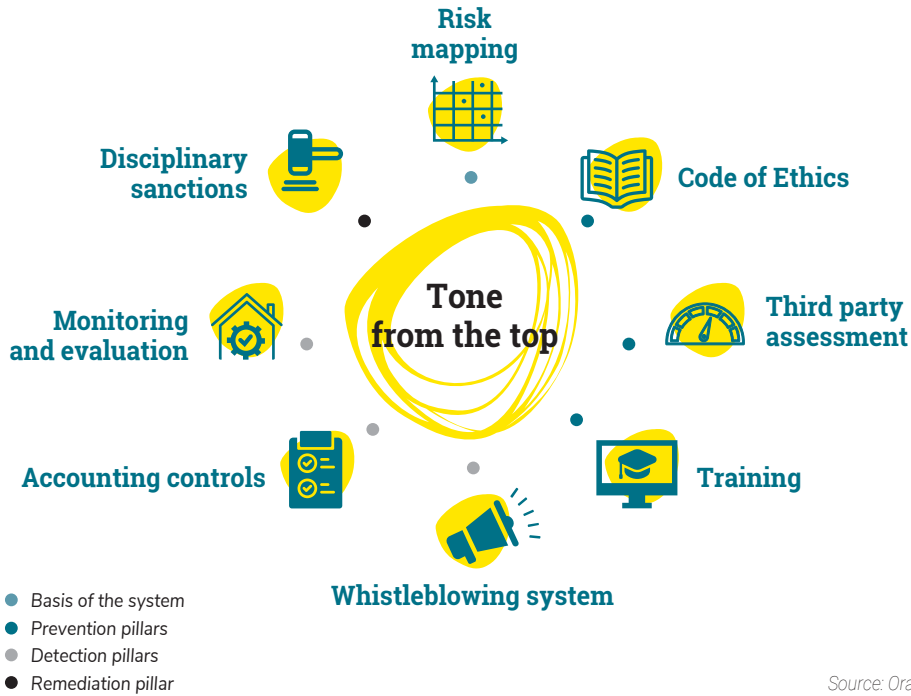 Risk
mapping
Disciplinary
sanctions
Code of Ethics
Tone
from the top
Monitoring
and evaluation
Third party
assessment
Accounting controls
Training
Whistleblowing system
Basis of the system
Prevention pillars
Detection pillars
Remediation pillar
Source: